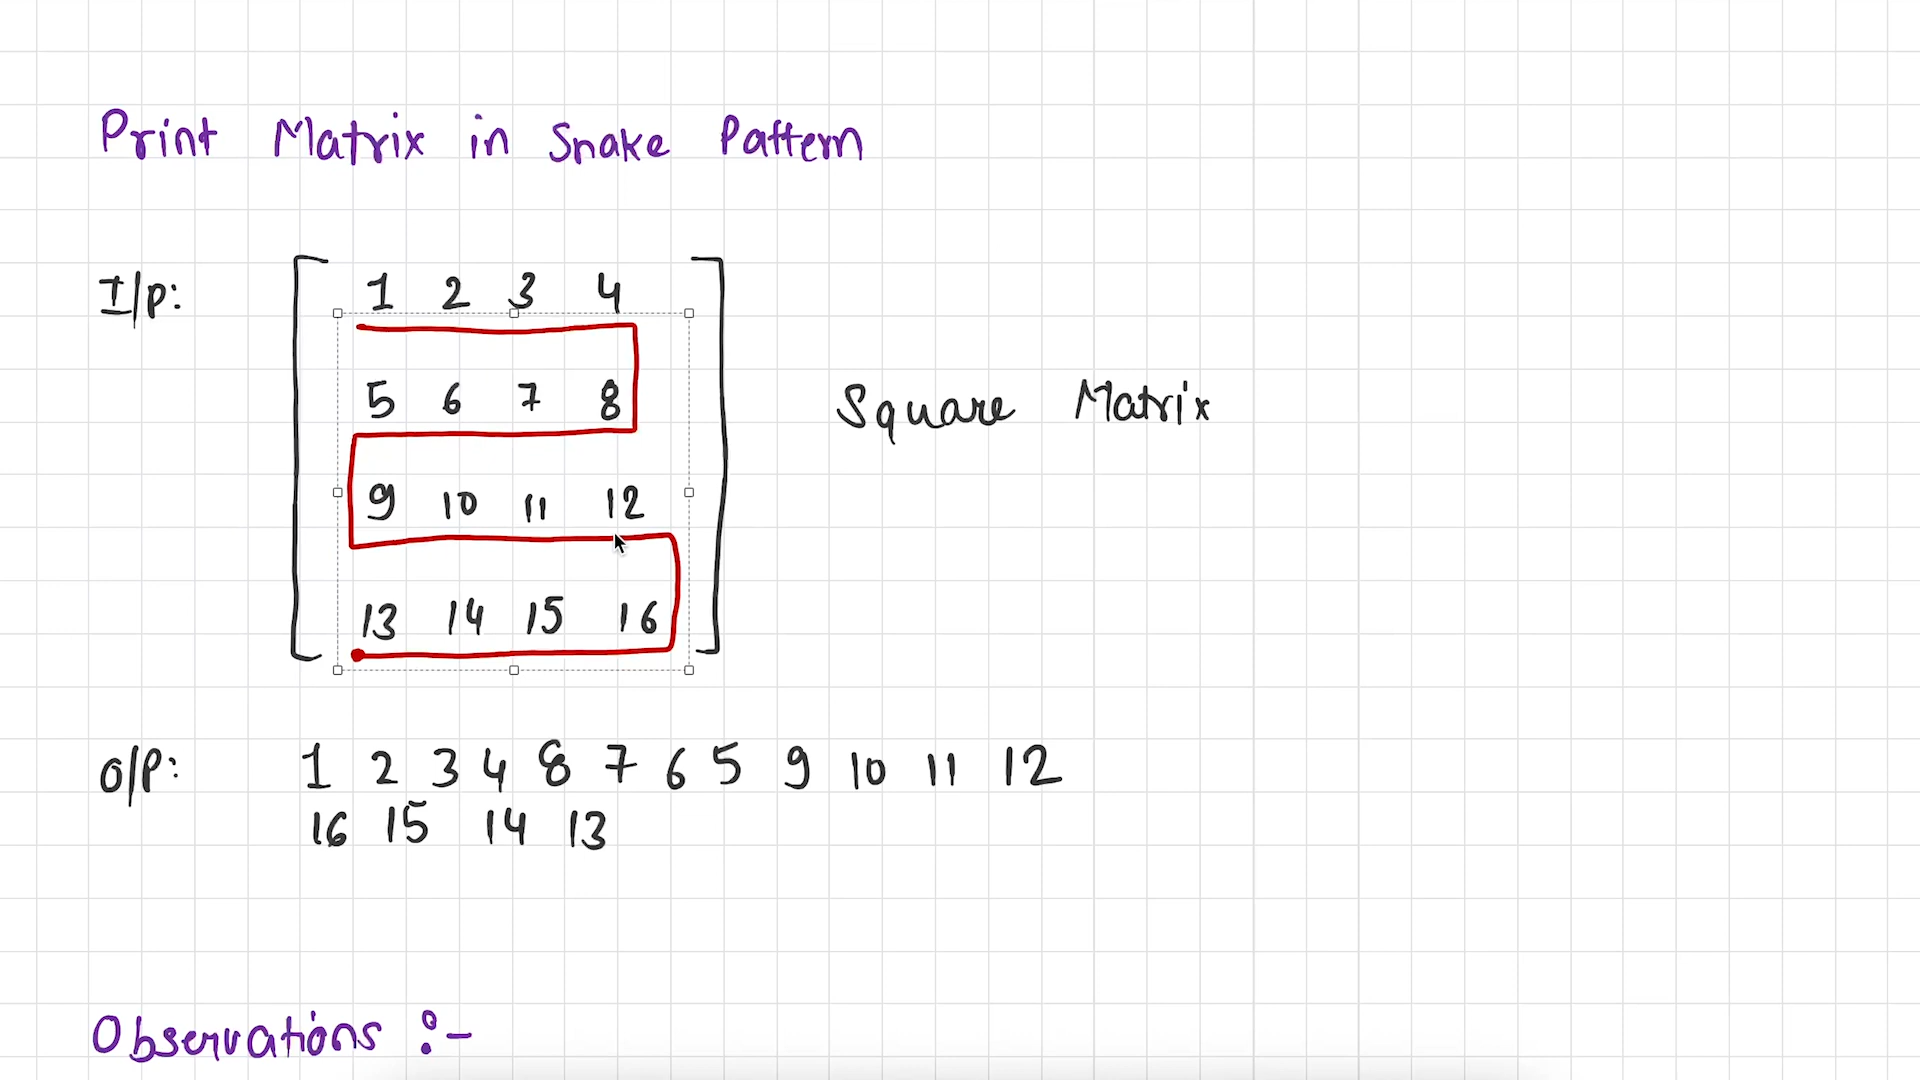 Print Matrix in Snake Pattern
I/p:
1 2 3 4
5 6 7 8
9 10 11 12
13 14 15 16
Square Matrix
O/P: 1 2 3 4 8 7 6 5 9 10 11 12
16 15 14 13
Observations :-